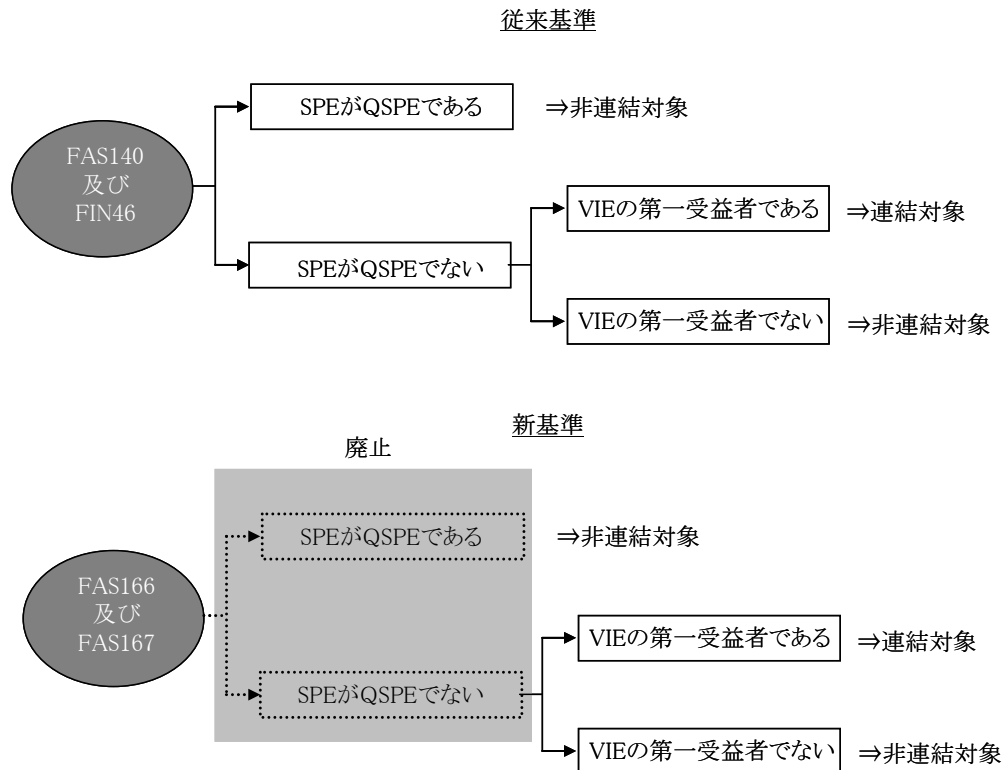 従来基準
SPEがQSPEである ⇒非連結対象
FAS140
及び
FIN46
VIEの第一受益者である ⇒連結対象
SPEがQSPEでない
VIEの第一受益者でない ⇒非連結対象
新基準
廃止
SPEがQSPEである ⇒非連結対象
FAS166
及び
FAS167
VIEの第一受益者である ⇒連結対象
SPEがQSPEでない
VIEの第一受益者でない ⇒非連結対象